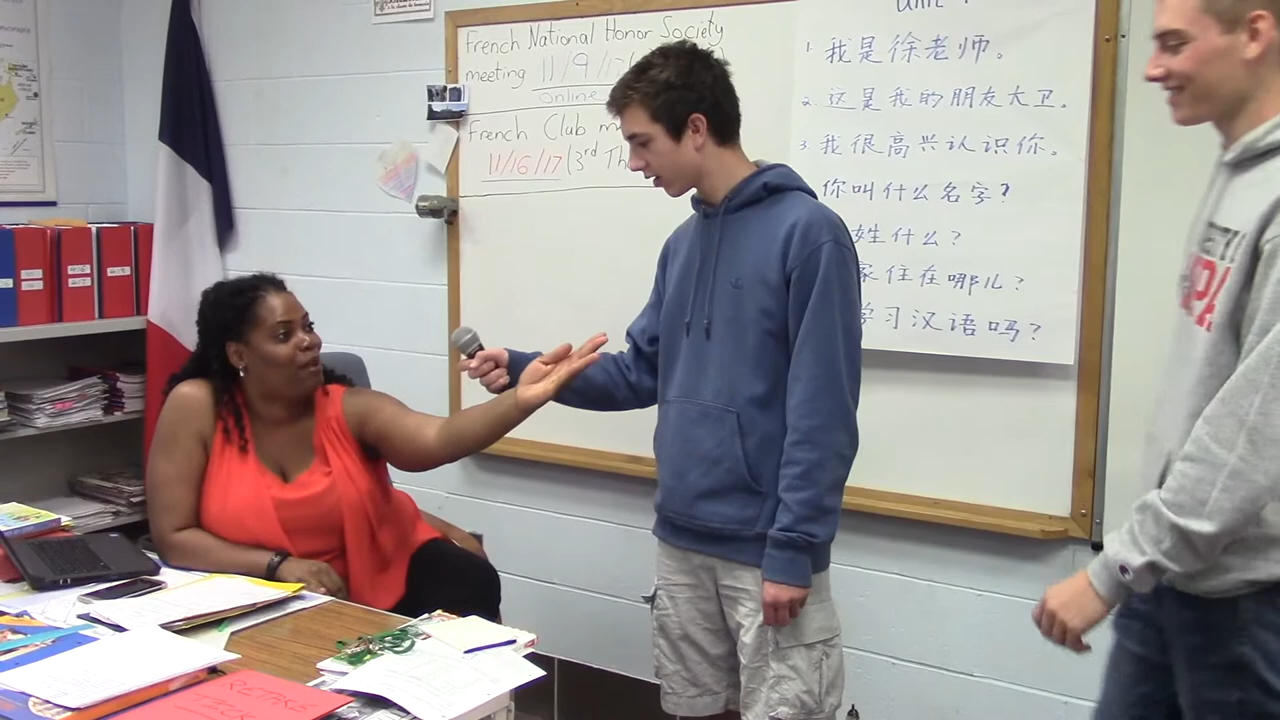 French National Honor Society
meeting 11/9/17
Online
French Club
11/16/17 (3rd Th
Unit
1. 我是徐老师。
2. 这是我的朋友大卫。
3. 我很高兴认识你。
你叫什么名字?
姓什么?
家住在哪儿?
学习汉语吗?
RETAKE